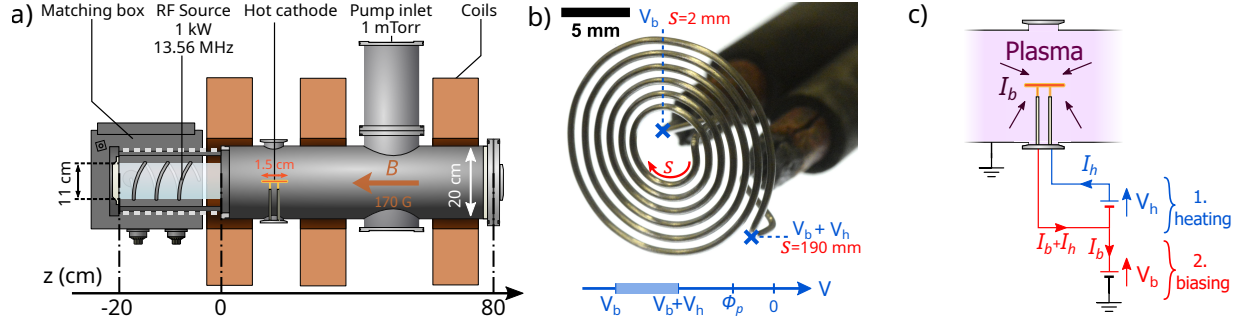 a)
Matching box
RF Source
1 kW
13.56 MHz
Hot cathode
Pump inlet
1 mTorr
Coils
11 cm
1.5 cm
B
170 G
20 cm
z (cm)
-20
0
80
b)
5 mm
V_b
S=2 mm
S
V_b + V_h
S=190 mm
V_b
V_b+V_h
ϕ_p
0
V
c)
Plasma
I_b
I_h
V_h
1.
heating
I_b+I_h
I_b
V_b
2.
biasing